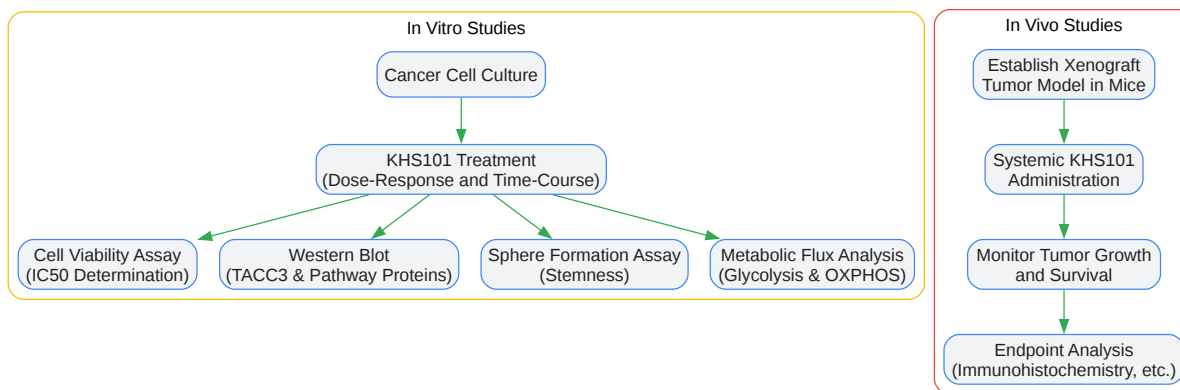 In Vitro Studies
Cancer Cell Culture
KHS101 Treatment
(Dose-Response and Time-Course)
Cell Viability Assay
(IC50 Determination)
Western Blot
(TACC3 & Pathway Proteins)
Sphere Formation Assay
(Stemness)
Metabolic Flux Analysis
(Glycolysis & OXPHOS)
In Vivo Studies
Establish Xenograft
Tumor Model in Mice
Systemic KHS101
Administration
Monitor Tumor Growth
and Survival
Endpoint Analysis
(Immunohistochemistry, etc.)